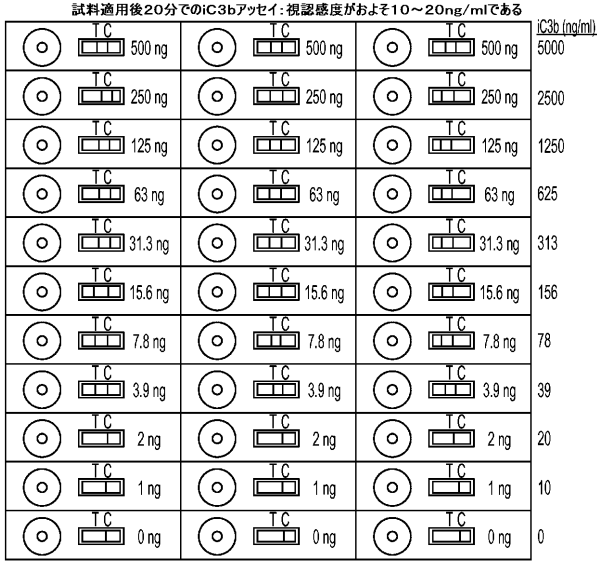 試料適用後20分でのiC3bアッセイ:視認感度がおよそ10~20ng/mlである
iC3b (ng/ml)
T C T C T C
500 ng 500 ng 500 ng 5000
T C T C T C
250 ng 250 ng 250 ng 2500
T C T C T C
125 ng 125 ng 125 ng 1250
T C T C T C
63 ng 63 ng 63 ng 625
T C T C T C
31.3 ng 31.3 ng 31.3 ng 313
T C T C T C
15.6 ng 15.6 ng 15.6 ng 156
T C T C T C
7.8 ng 7.8 ng 7.8 ng 78
T C T C T C
3.9 ng 3.9 ng 3.9 ng 39
T C T C T C
2 ng 2 ng 2 ng 20
T C T C T C
1 ng 1 ng 1 ng 10
T C T C T C
0 ng 0 ng 0 ng 0